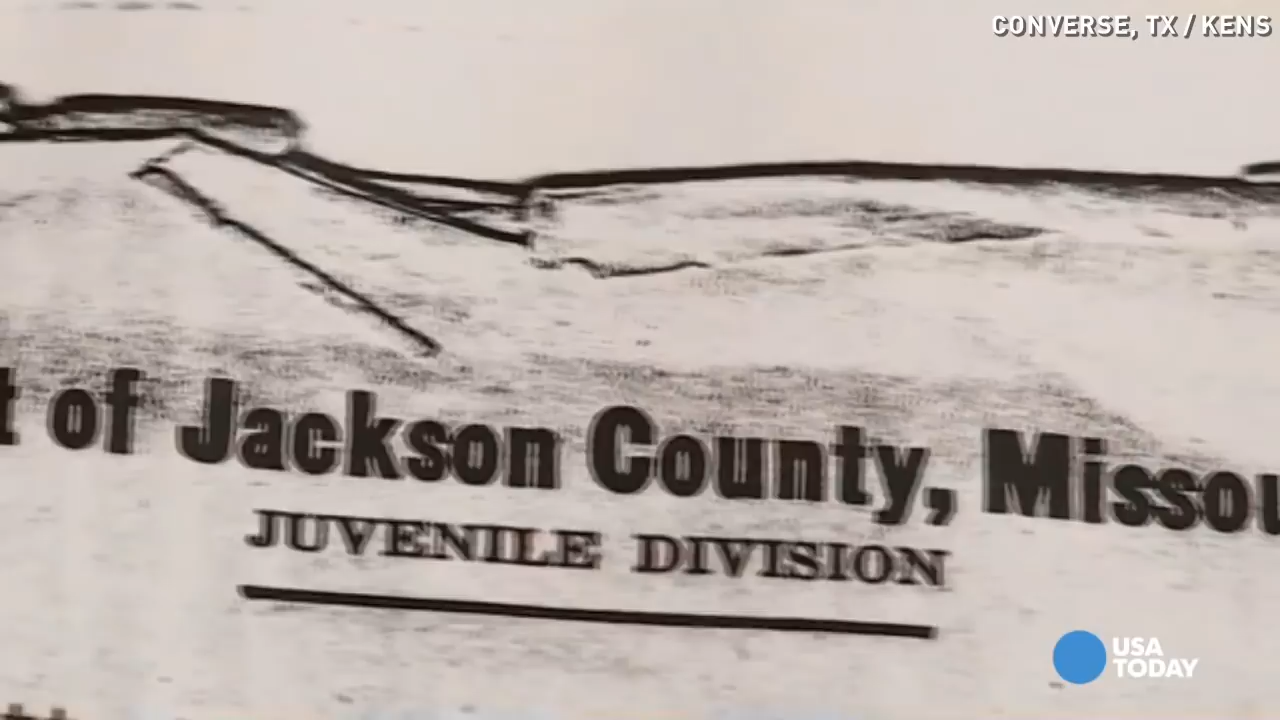 CONVERSE, TX / KENS
t of Jackson County, Missou
JUVENILE DIVISION
USA
TODAY